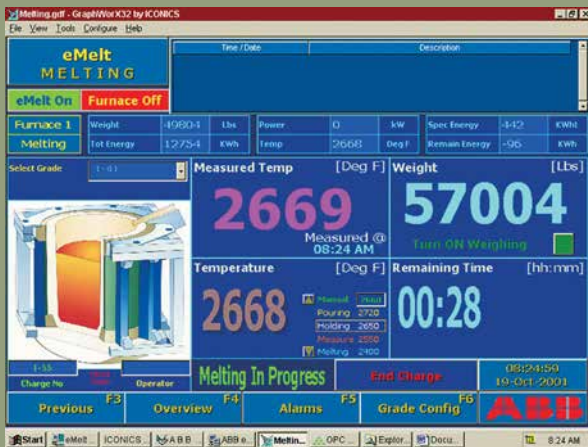 Melting.gdf - GraphWorX32 by ICONICS
File View Tools Configure Help
eMelt
MELTING
Time/Date Description
eMelt On Furnace Off
Furnace 1 Weight 49804 Lbs Power 0 kW Spec Energy -442 KWht
Melting Tot Energy 12754 KWh Temp 2668 Deg F Remain Energy -96 KWh
Select Grade
Measured Temp [Deg F] Weight [Lbs]
2669 57004
Measured @
08:24 AM
Turn ON Weighing
Temperature [Deg F] Remaining Time [hh:mm]
2668 00:28
Manual
Pouring 2720
Holding 2650
Measure 2550
Melting 2400
Charge No Operator
Melting In Progress End Charge 08:24:59
19-Oct-2001
Previous F3 Overview F4 Alarms F5 Grade Config F6 ABB
Start eMelt... ICONICS... ABB... ABB e... Meltin... OPC... Explor... Docu... 8:24 AM